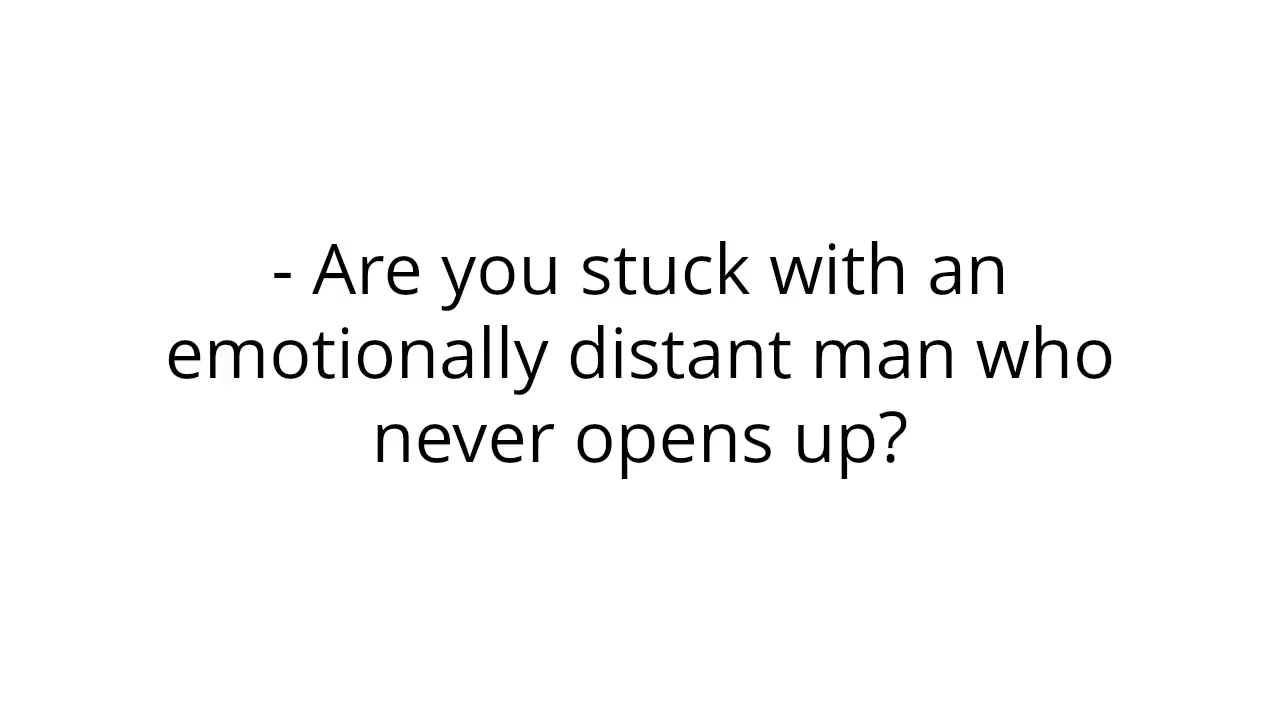 - Are you stuck with an
emotionally distant man who
never opens up?